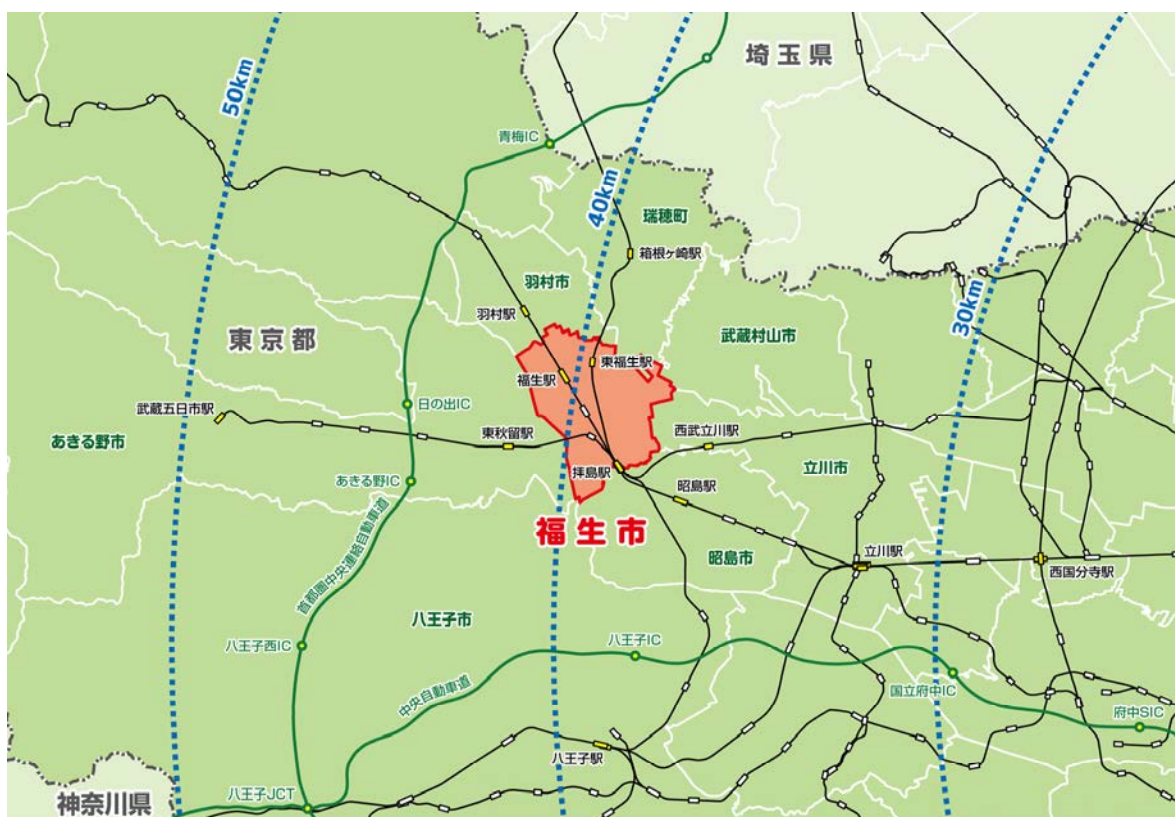 埼玉県
50km
青梅IC
40km
瑞穂町
箱根ヶ崎駅
羽村市
30km
羽村駅
東京都
武蔵村山市
東福生駅
福生駅
日の出IC
武蔵五日市駅
東秋留駅
西武立川駅
あきる野市
拝島駅
立川市
あきる野IC
昭島駅
首都圏中央連絡自動車道
福生市
昭島市
立川駅
西国分寺駅
八王子市
八王子西IC
八王子IC
中央自動車道
国立府中IC
府中SIC
八王子駅
神奈川県
八王子JCT